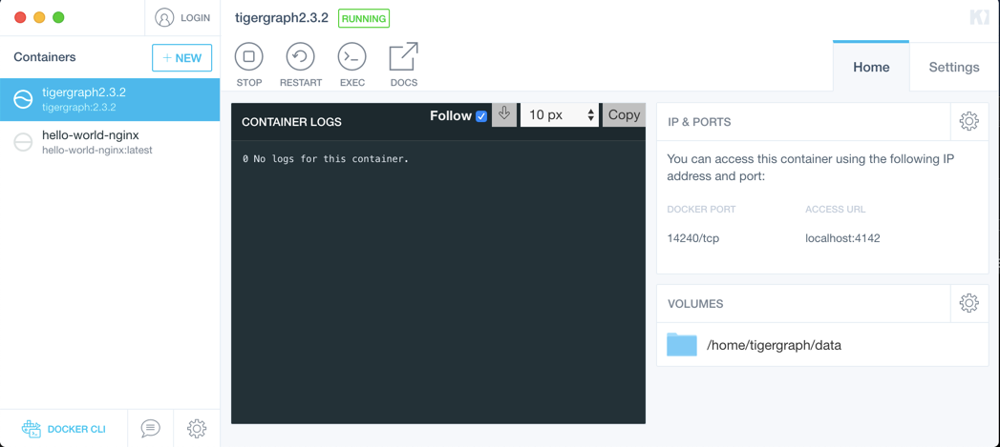 LOGIN
Containers
+ NEW
tigergraph2.3.2
tigergraph:2.3.2
hello-world-nginx
hello-world-nginx:latest
DOCKER CLI
tigergraph2.3.2 RUNNING
STOP RESTART EXEC DOCS
Home Settings
CONTAINER LOGS Follow 10 px Copy
0 No logs for this container.
IP & PORTS
You can access this container using the following IP
address and port:
DOCKER PORT ACCESS URL
14240/tcp localhost:4142
VOLUMES
/home/tigergraph/data